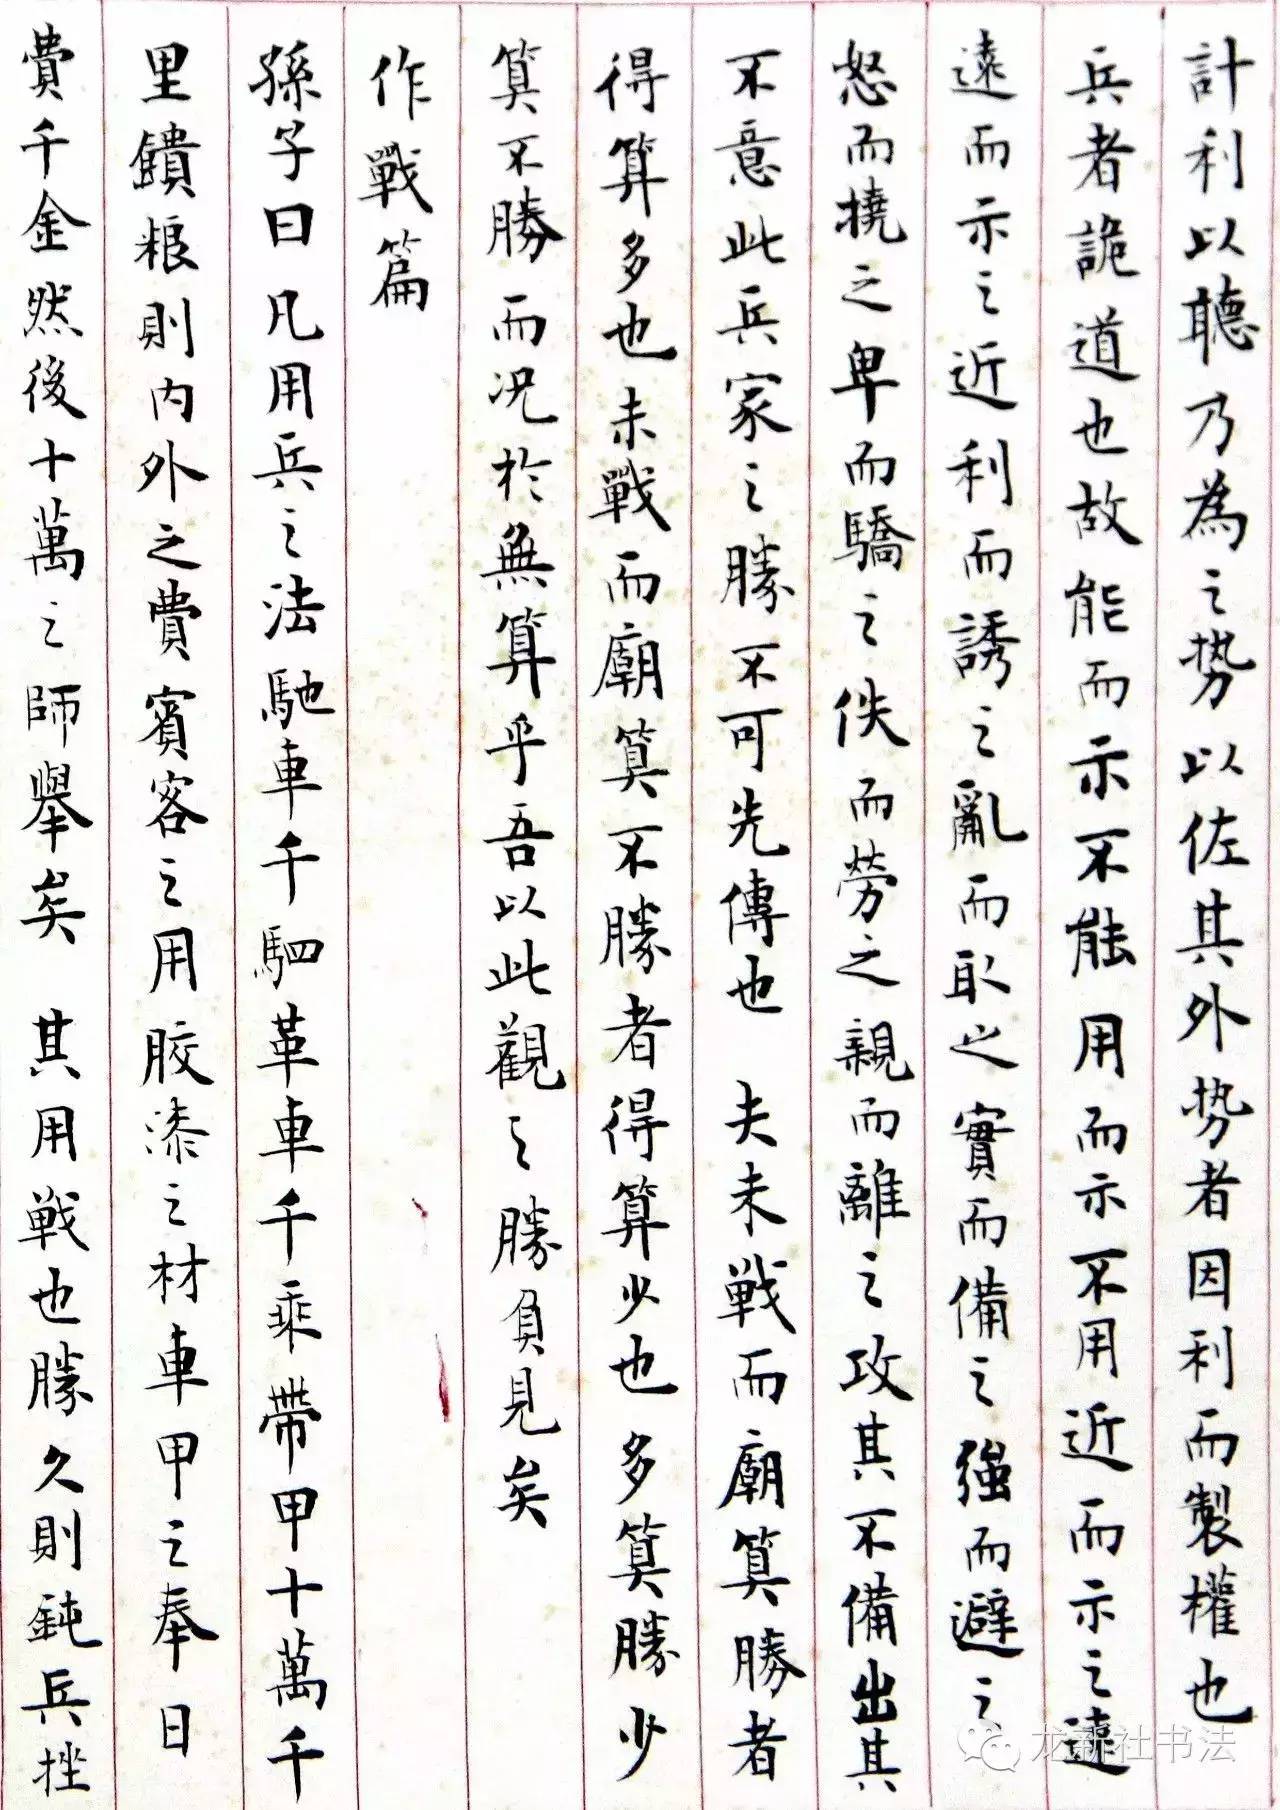 計利以聽乃為之势以佐其外势者因利而製權也
兵者詭道也故能而示不能用而示不用近而示之遠
遠而示之近利而誘之亂而取之實而備之强而避之
怒而撓之卑而驕之佚而勞之親而離之攻其不備出其
不意此兵家之勝不可先傳也 夫未戦而廟算勝者
得算多也未戰而廟算不勝者得算少也多算勝少
算不勝而况於無算乎吾以此觀之勝負見矣
作戰篇
孫子曰凡用兵之法馳車千駟革車千乘帶甲十萬千
里饋粮則内外之費賓客之用胶漆之材車甲之奉日
費千金然後十萬之師舉矣 其用戦也勝久則鈍兵挫
龙新社书法